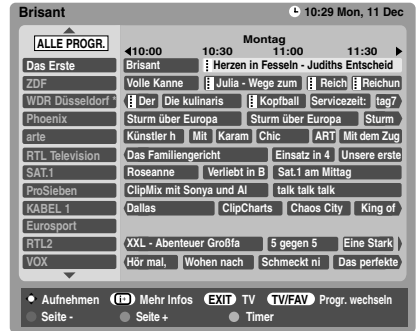 Brisant 10:29 Mon, 11 Dec
ALLE PROGR. Montag
10:00 10:30 11:00 11:30
Das Erste Brisant Herzen in Fesseln - Judiths Entscheid
ZDF Volle Kanne Julia - Wege zum Reich Reichun
WDR Düsseldorf * Der Die kulinaris Kopfball Servicezeit: tag7
Phoenix Sturm über Europa Sturm über Europa Sturm
arte Künstler h Mit Karam Chic ART Mit dem Zug
RTL Television Das Familiengericht Einsatz in 4 Unsere erste
SAT.1 Roseanne Verliebt in B Sat.1 am Mittag
ProSieben ClipMix mit Sonya und Al talk talk talk
KABEL 1 Dallas ClipCharts Chaos City King of
Eurosport
RTL2 XXL - Abenteuer Großfa 5 gegen 5 Eine Stark
VOX Hör mal, Wohen nach Schmeckt ni Das perfekte
Aufnehmen i Mehr Infos EXIT TV TV/FAV Progr. wechseln
Seite - Seite + Timer